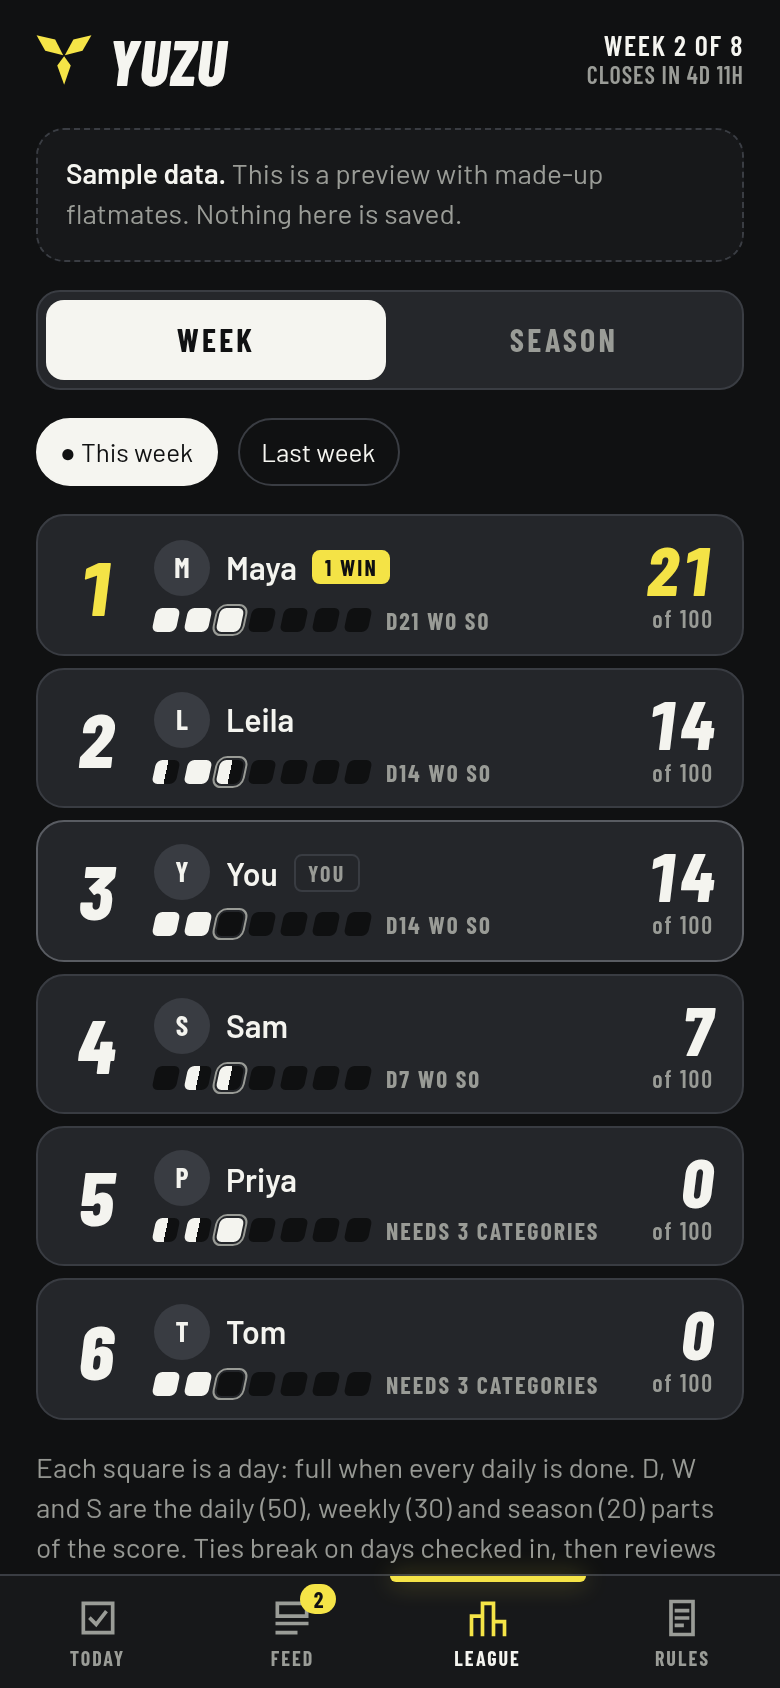 YUZU
WEEK 2 OF 8
CLOSES IN 4D 11H
Sample data. This is a preview with made-up
flatmates. Nothing here is saved.
WEEK
SEASON
● This week
Last week
1
M
Maya
1 WIN
D21 W0 S0
21
of 100
2
L
Leila
D14 W0 S0
14
of 100
3
Y
You
YOU
D14 W0 S0
14
of 100
4
S
Sam
D7 W0 S0
7
of 100
5
P
Priya
NEEDS 3 CATEGORIES
0
of 100
6
T
Tom
NEEDS 3 CATEGORIES
0
of 100
Each square is a day: full when every daily is done. D, W
and S are the daily (50), weekly (30) and season (20) parts
of the score. Ties break on days checked in, then reviews
TODAY
2
FEED
LEAGUE
RULES